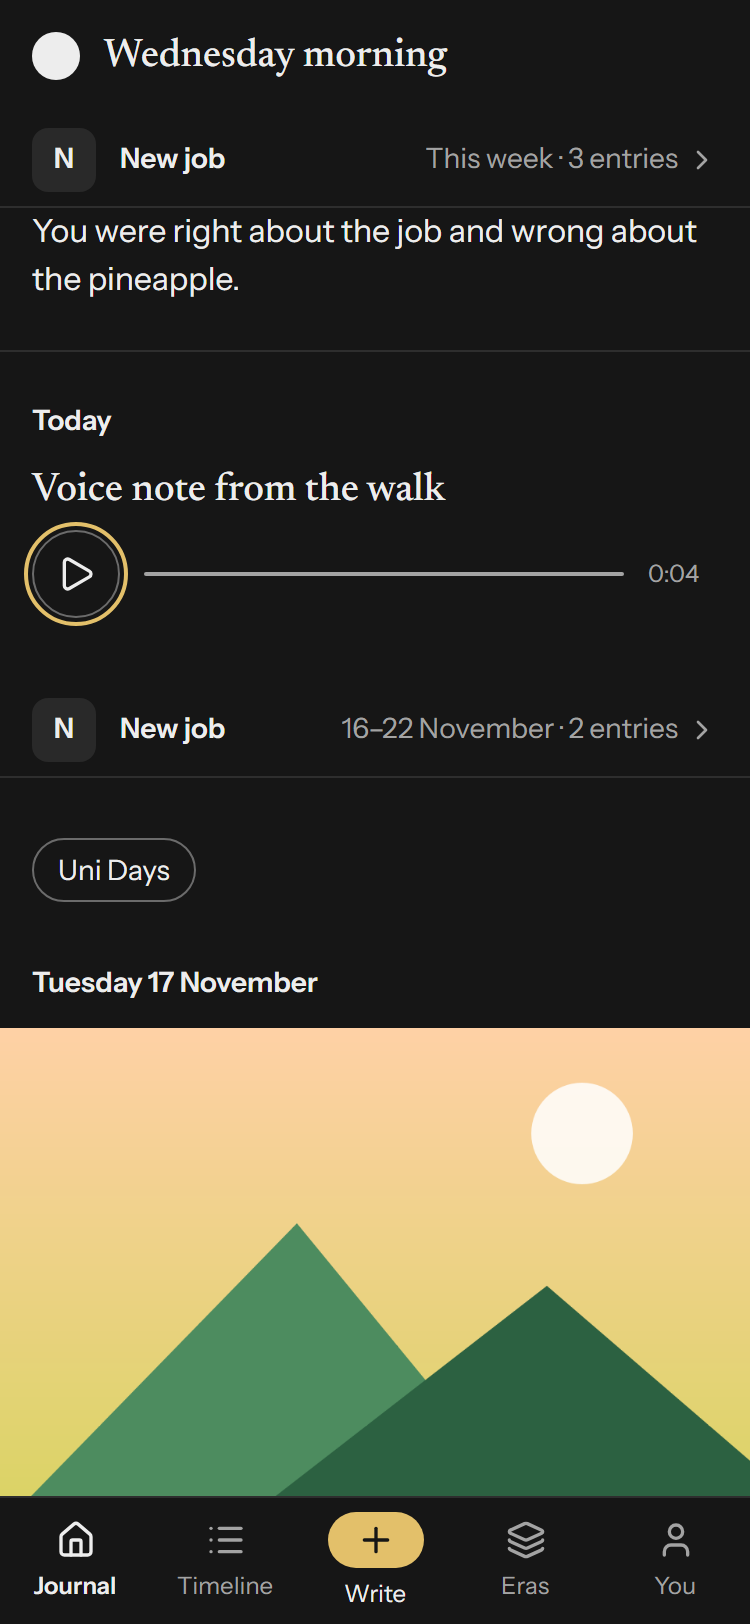 Wednesday morning
N New job This week · 3 entries
You were right about the job and wrong about
the pineapple.
Today
Voice note from the walk
0:04
N New job 16–22 November · 2 entries
Uni Days
Tuesday 17 November
Journal Timeline Write Eras You